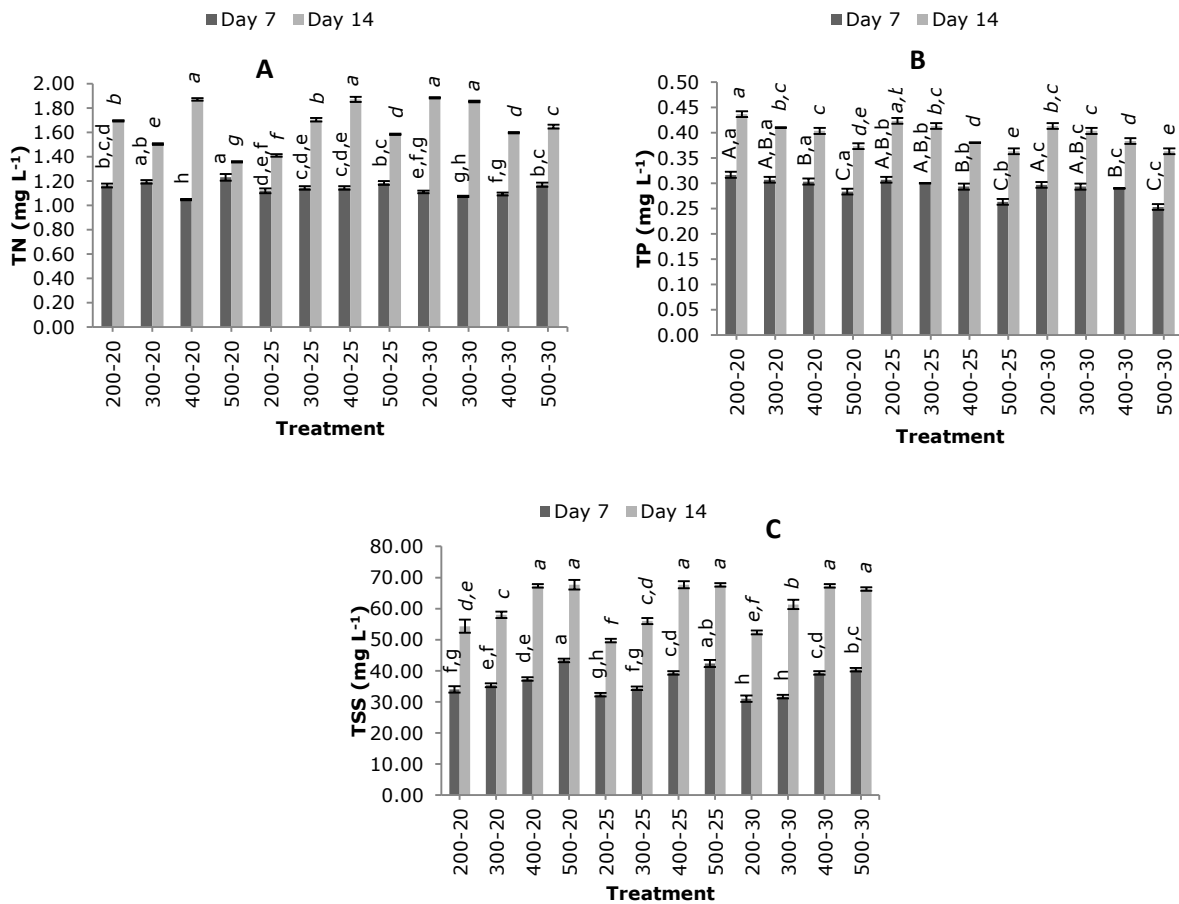 Day 7 Day 14
A
TN (mg L-1)
2.00
1.80
1.60
1.40
1.20
1.00
0.80
0.60
0.40
0.20
0.00
b,c,d b a,b e h a a g d,e,f f c,d,e b c,d,e a b,c d e,f,g a g,h a f,g d b,c c
200-20 300-20 400-20 500-20 200-25 300-25 400-25 500-25 200-30 300-30 400-30 500-30
Treatment
Day 7 Day 14
B
TP (mg L-1)
0.50
0.45
0.40
0.35
0.30
0.25
0.20
0.15
0.10
0.05
0.00
A,a a A,B,a b,c B,a c C,a d,e A,B,b a,b A,B,b b,c B,b d C,b e A,c b,c A,B,c c B,c d C,c e
200-20 300-20 400-20 500-20 200-25 300-25 400-25 500-25 200-30 300-30 400-30 500-30
Treatment
Day 7 Day 14
C
TSS (mg L-1)
80.00
70.00
60.00
50.00
40.00
30.00
20.00
10.00
0.00
f,g d,e e,f c d,e a a a g,h f f,g c,d c,d a a,b a h e,f h b c,d a b,c a
200-20 300-20 400-20 500-20 200-25 300-25 400-25 500-25 200-30 300-30 400-30 500-30
Treatment